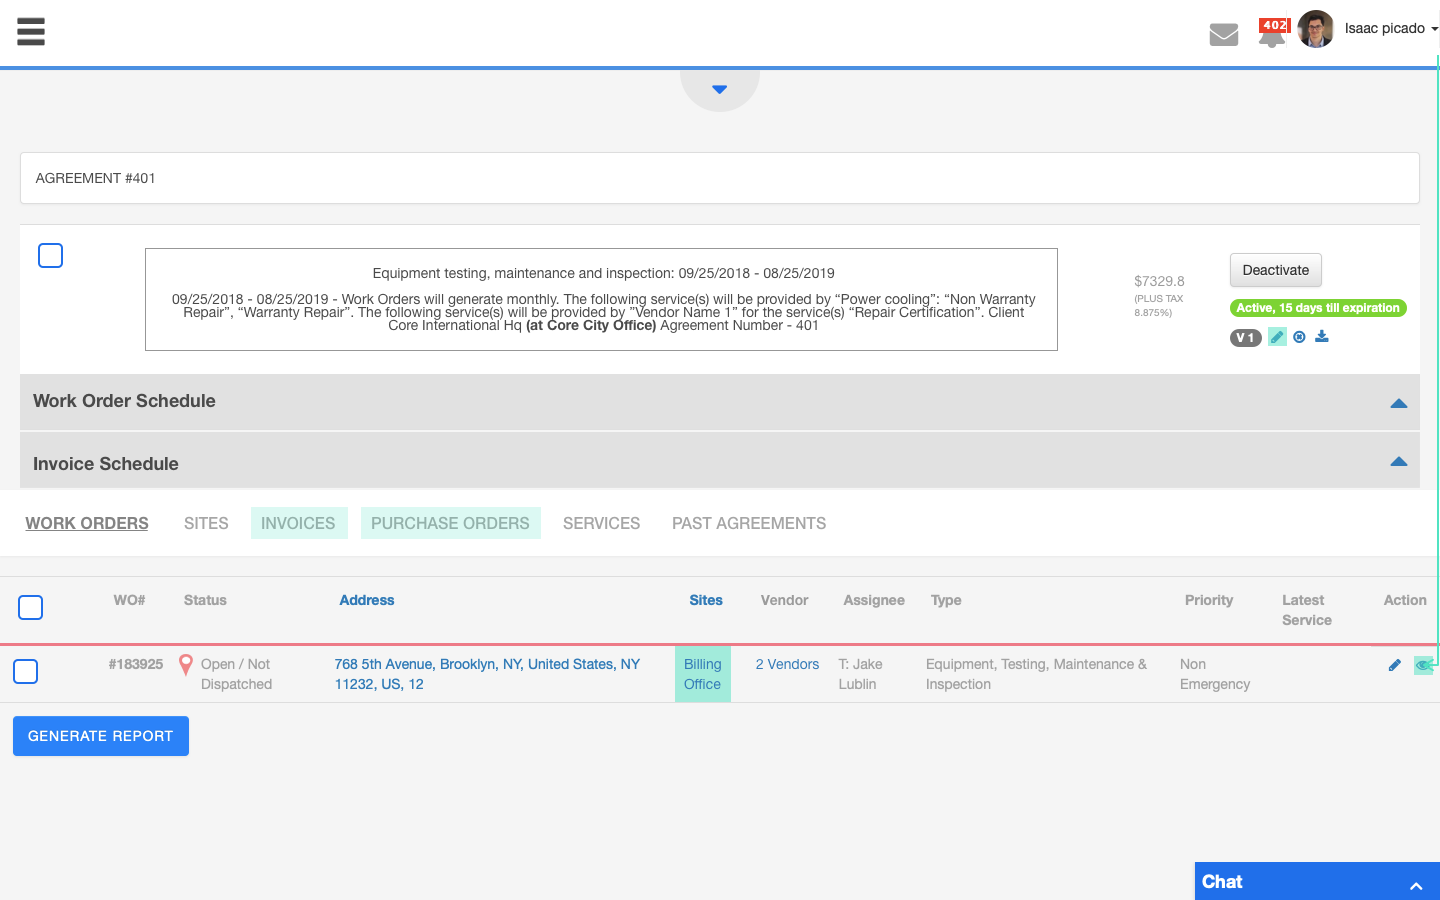 402
Isaac picado
AGREEMENT #401
Equipment testing, maintenance and inspection: 09/25/2018 - 08/25/2019
09/25/2018 - 08/25/2019 - Work Orders will generate monthly. The following service(s) will be provided by “Power cooling”: “Non Warranty
Repair”, “Warranty Repair”. The following service(s) will be provided by ”Vendor Name 1” for the service(s) “Repair Certification”. Client
Core International Hq (at Core City Office) Agreement Number - 401
$7329.8
(PLUS TAX
8.875%)
Deactivate
Active, 15 days till expiration
V 1
Work Order Schedule
Invoice Schedule
WORK ORDERS SITES INVOICES PURCHASE ORDERS SERVICES PAST AGREEMENTS
WO# Status Address Sites Vendor Assignee Type Priority Latest Action
Service
#183925 Open / Not 768 5th Avenue, Brooklyn, NY, United States, NY Billing 2 Vendors T: Jake Equipment, Testing, Maintenance & Non
Dispatched 11232, US, 12 Office Lublin Inspection Emergency
GENERATE REPORT
Chat